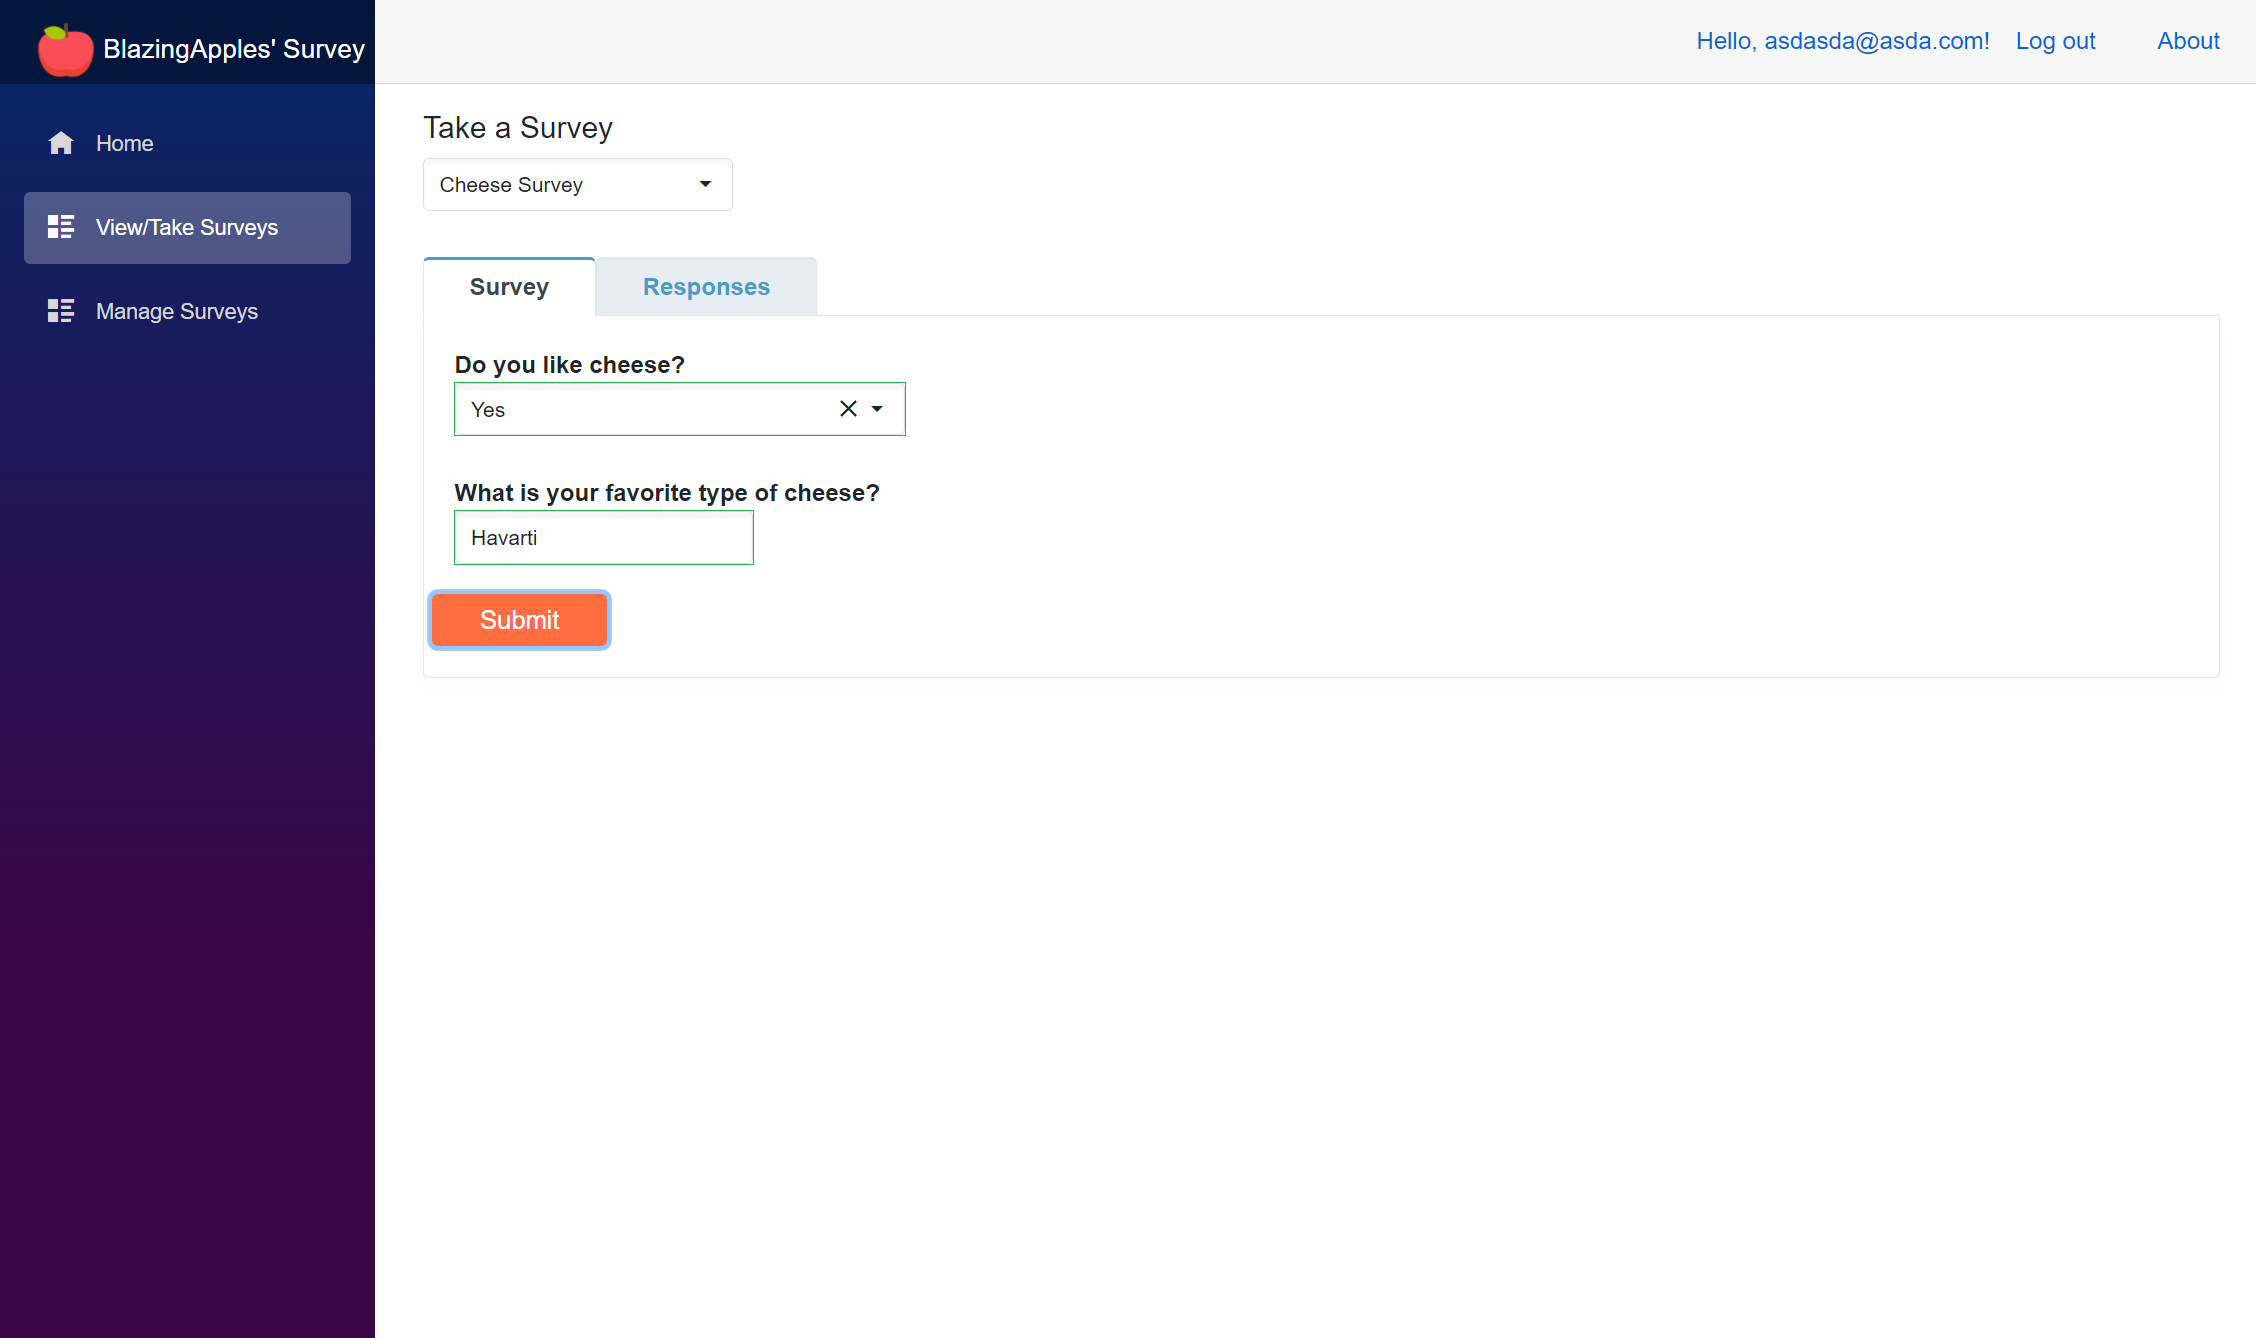 BlazingApples' Survey
Hello, asdasda@asda.com! Log out About
Home
View/Take Surveys
Manage Surveys
Take a Survey
Cheese Survey
Survey Responses
Do you like cheese?
Yes
What is your favorite type of cheese?
Havarti
Submit